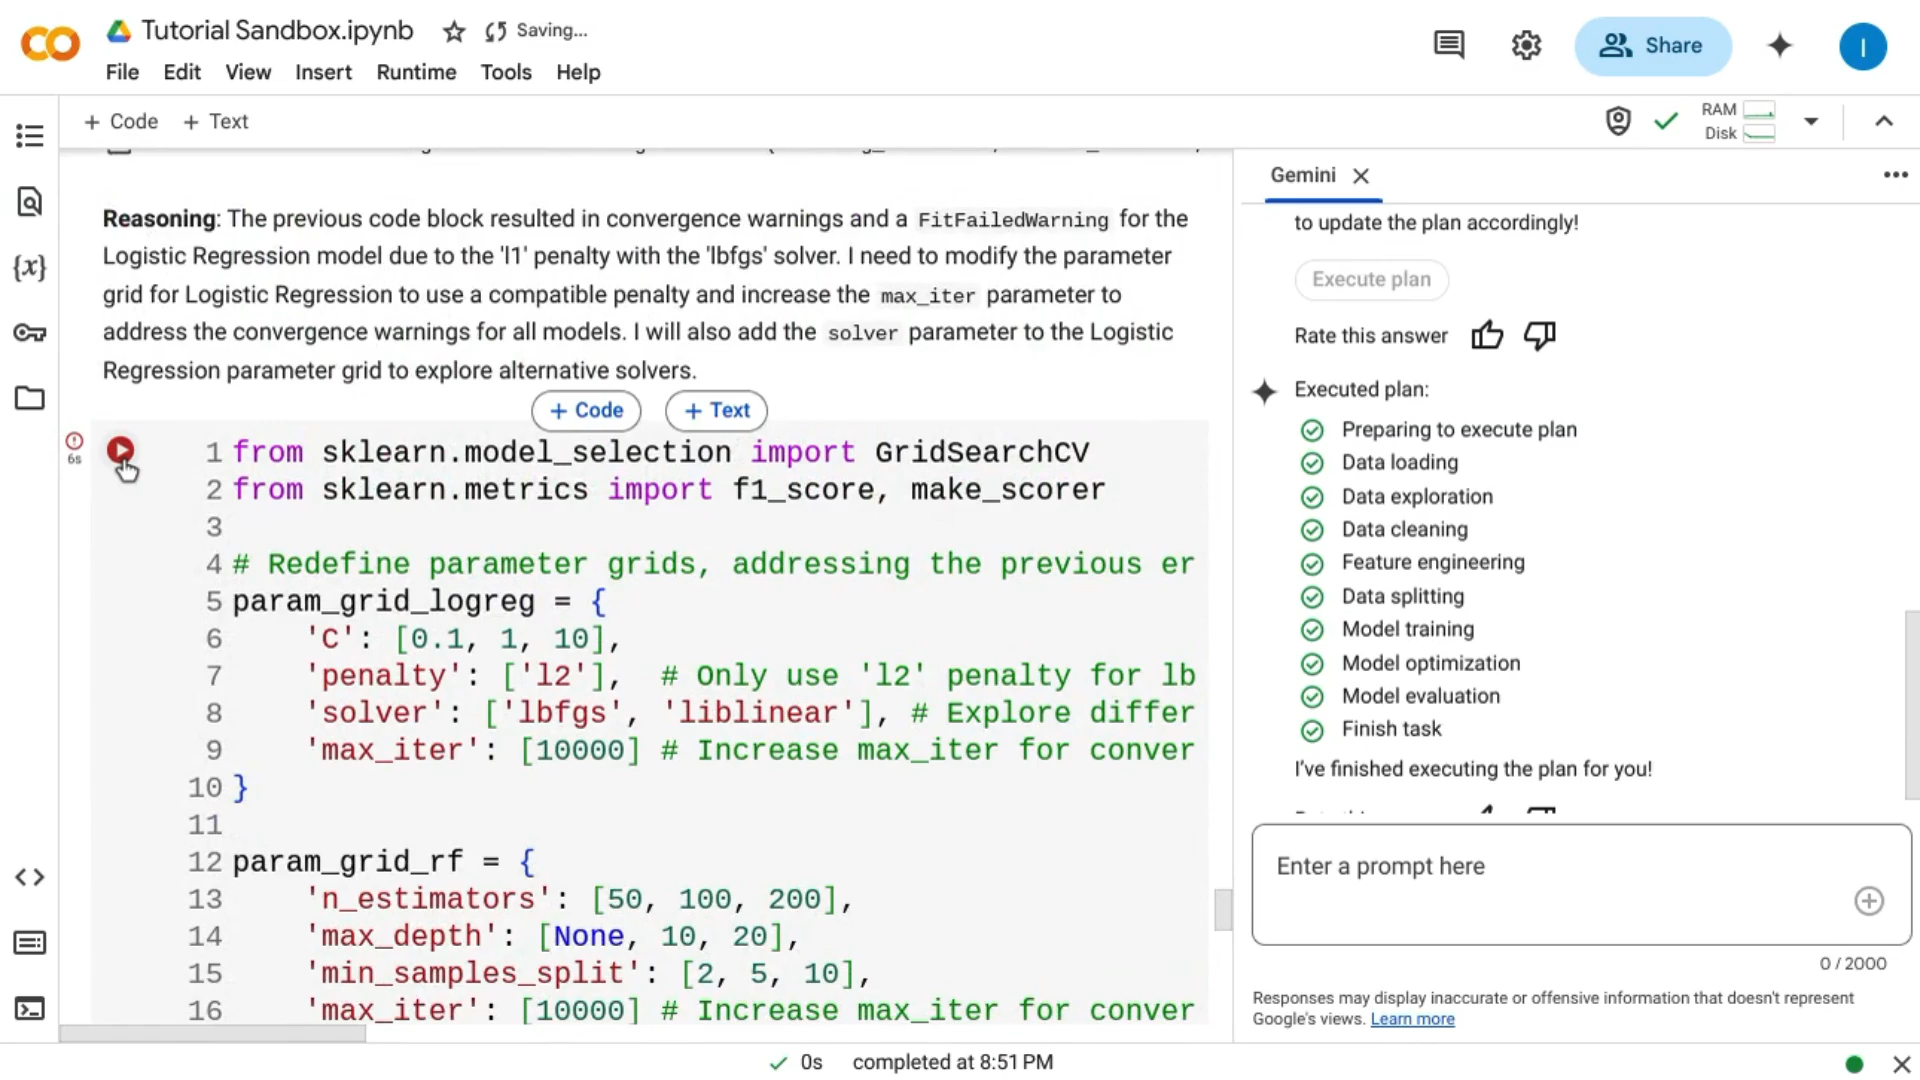 Tutorial Sandbox.ipynb
Saving...
Share
File Edit View Insert Runtime Tools Help
+ Code + Text
RAM
Disk
Reasoning: The previous code block resulted in convergence warnings and a FitFailedWarning for the
Logistic Regression model due to the 'l1' penalty with the 'lbfgs' solver. I need to modify the parameter
grid for Logistic Regression to use a compatible penalty and increase the max_iter parameter to
address the convergence warnings for all models. I will also add the solver parameter to the Logistic
Regression parameter grid to explore alternative solvers.
+ Code + Text
6s
1 from sklearn.model_selection import GridSearchCV
2 from sklearn.metrics import f1_score, make_scorer
3
4 # Redefine parameter grids, addressing the previous er
5 param_grid_logreg = {
6 'C': [0.1, 1, 10],
7 'penalty': ['l2'], # Only use 'l2' penalty for lb
8 'solver': ['lbfgs', 'liblinear'], # Explore differ
9 'max_iter': [10000] # Increase max_iter for conver
10 }
11
12 param_grid_rf = {
13 'n_estimators': [50, 100, 200],
14 'max_depth': [None, 10, 20],
15 'min_samples_split': [2, 5, 10],
16 'max_iter': [10000] # Increase max_iter for conver
Gemini
to update the plan accordingly!
Execute plan
Rate this answer
Executed plan:
Preparing to execute plan
Data loading
Data exploration
Data cleaning
Feature engineering
Data splitting
Model training
Model optimization
Model evaluation
Finish task
I've finished executing the plan for you!
Enter a prompt here
0 / 2000
Responses may display inaccurate or offensive information that doesn't represent
Google's views. Learn more
0s completed at 8:51 PM